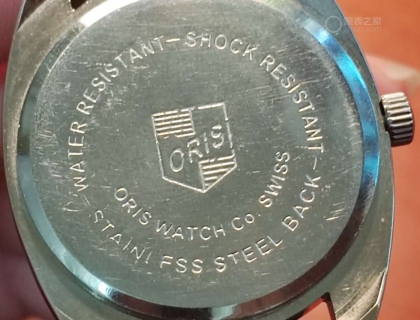 WATER RESISTANT-SHOCK RESISTANT-
STAINLESS STEEL BACK-
ORIS WATCH Co. SWISS
ORIS